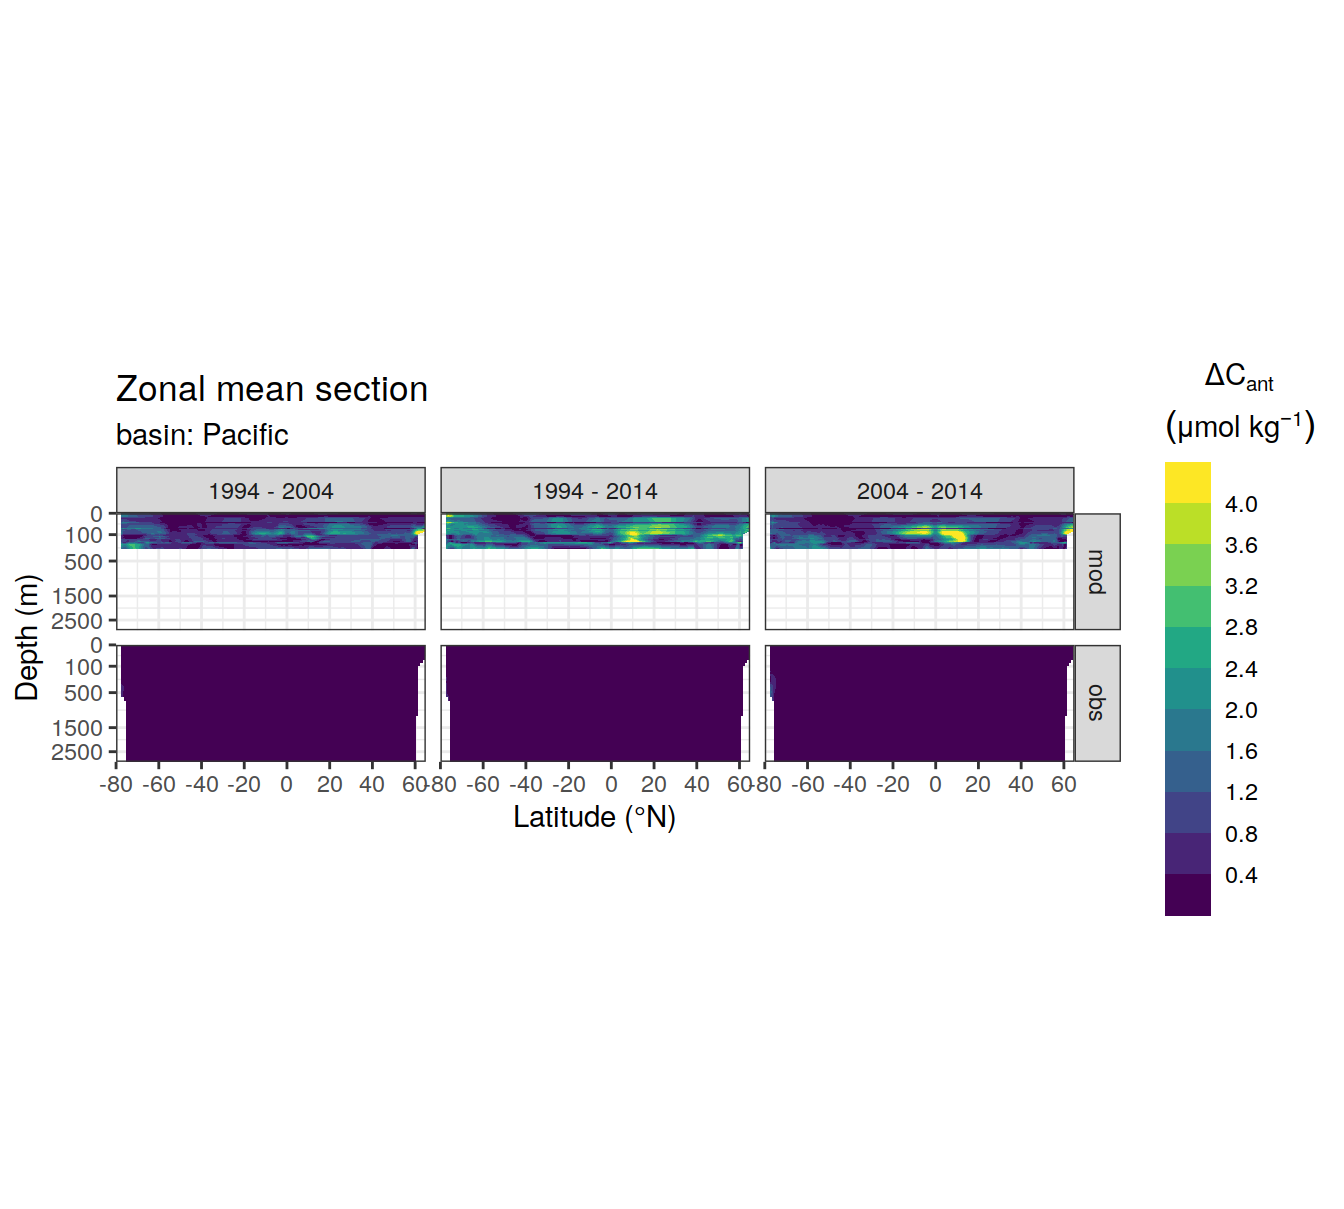 Zonal mean section
basin: Pacific
1994 - 2004
1994 - 2014
2004 - 2014
0
100
500
1500
2500
mod
0
100
500
1500
2500
obs
-80 -60 -40 -20 0 20 40 60
-80 -60 -40 -20 0 20 40 60
-80 -60 -40 -20 0 20 40 60
Latitude (°N)
Depth (m)
ΔCant
(μmol kg−1)
4.0
3.6
3.2
2.8
2.4
2.0
1.6
1.2
0.8
0.4